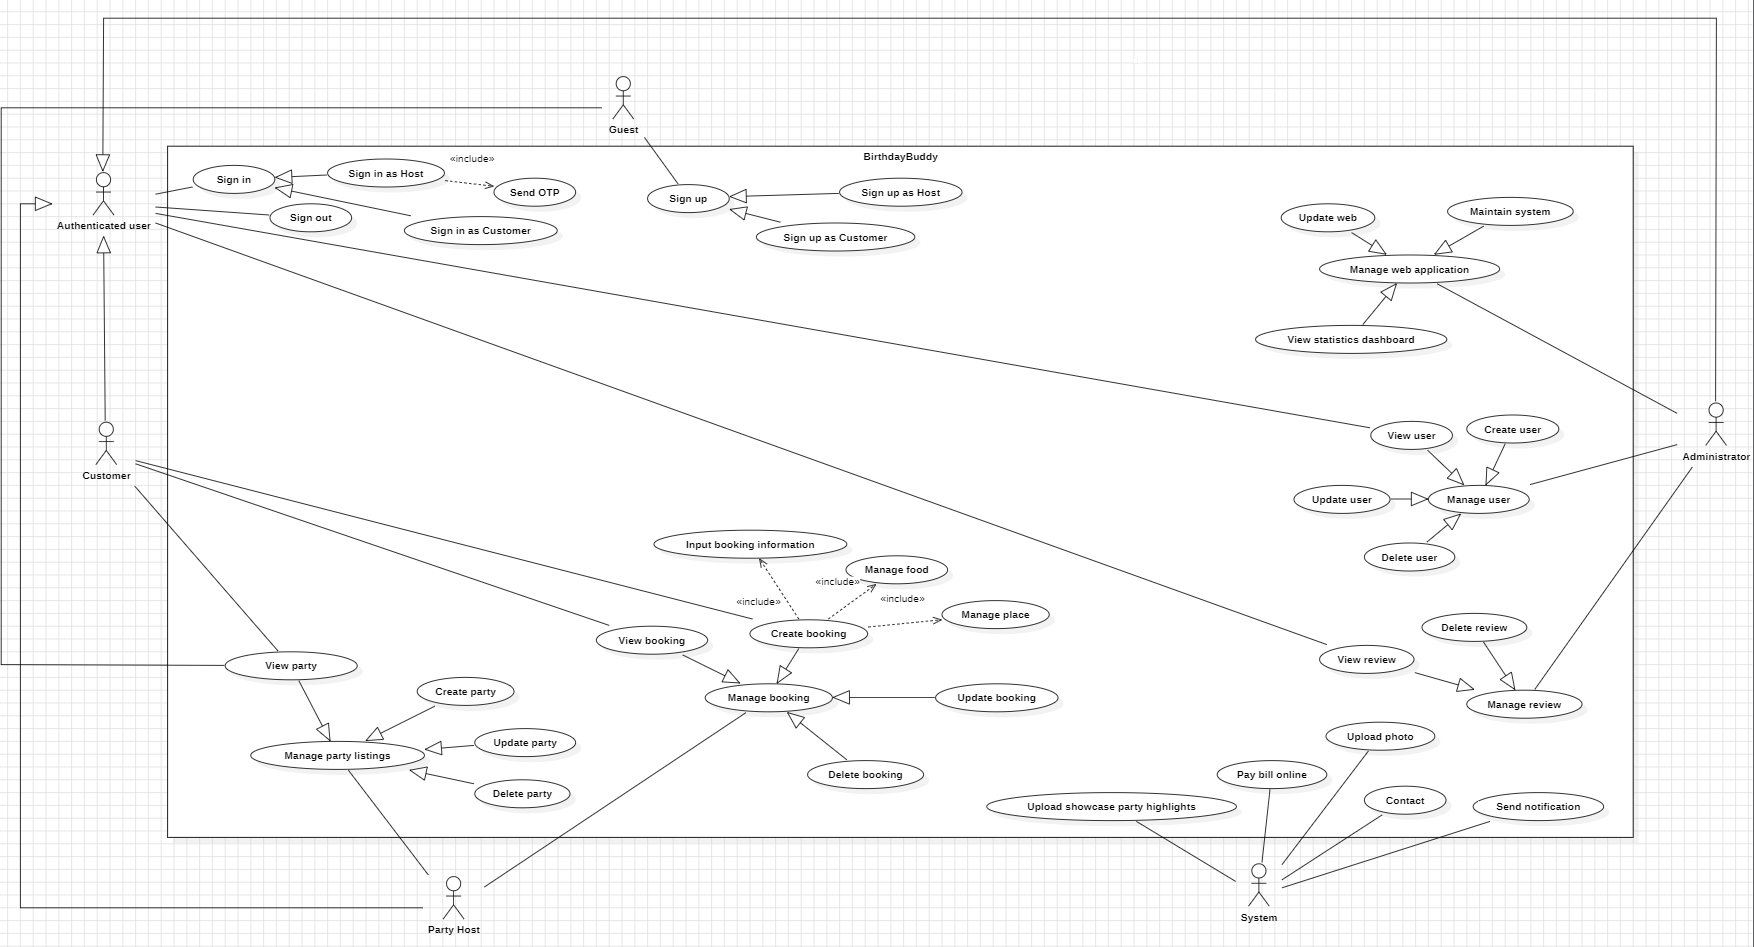 Guest
BirthdayBuddy
Sign in
Sign in as Host
«include»
Send OTP
Sign out
Sign in as Customer
Authenticated user
Sign up
Sign up as Host
Sign up as Customer
Update web
Maintain system
Manage web application
View statistics dashboard
View user
Create user
Update user
Manage user
Delete user
Administrator
Customer
Input booking information
Manage food
«include»
«include»
«include»
Manage place
View booking
Create booking
Manage booking
Update booking
Delete booking
View party
Create party
Manage party listings
Update party
Delete party
Delete review
View review
Manage review
Upload photo
Pay bill online
Upload showcase party highlights
Contact
Send notification
Party Host
System